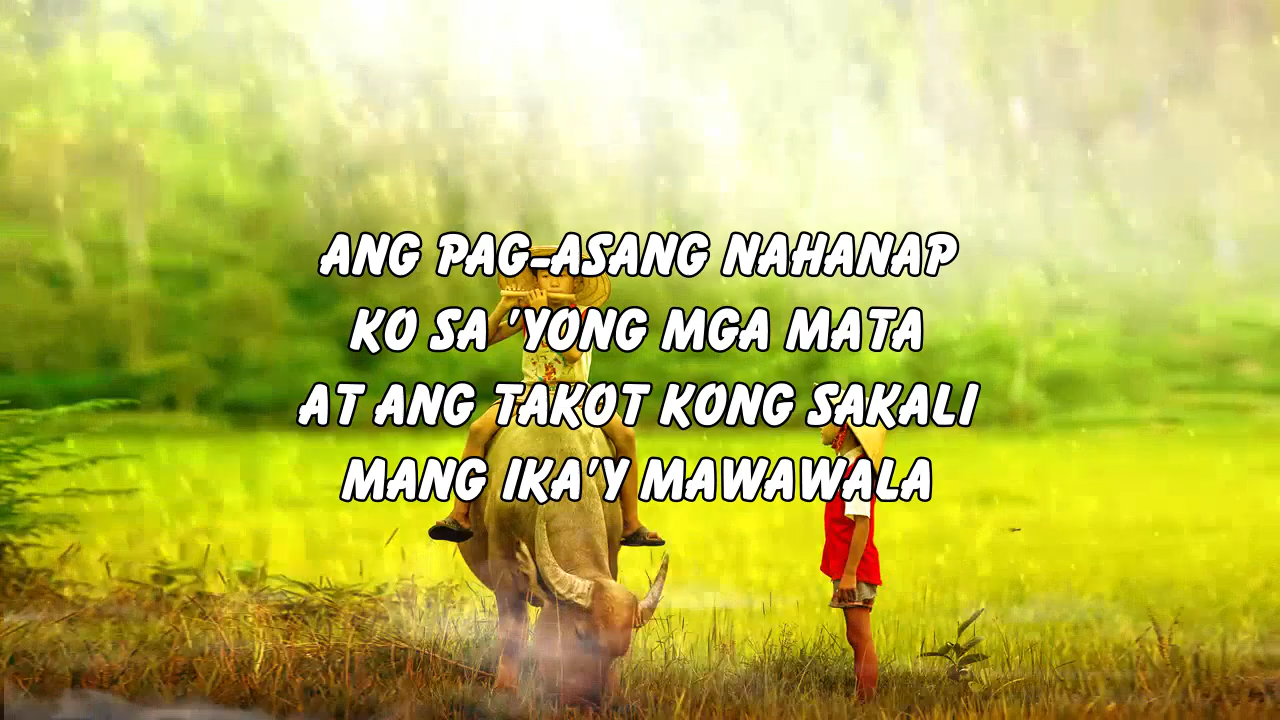 ANG PAG-ASANG NAHANAP
KO SA 'YONG MGA MATA
AT ANG TAKOT KONG SAKALI
MANG IKA'Y MAWAWALA